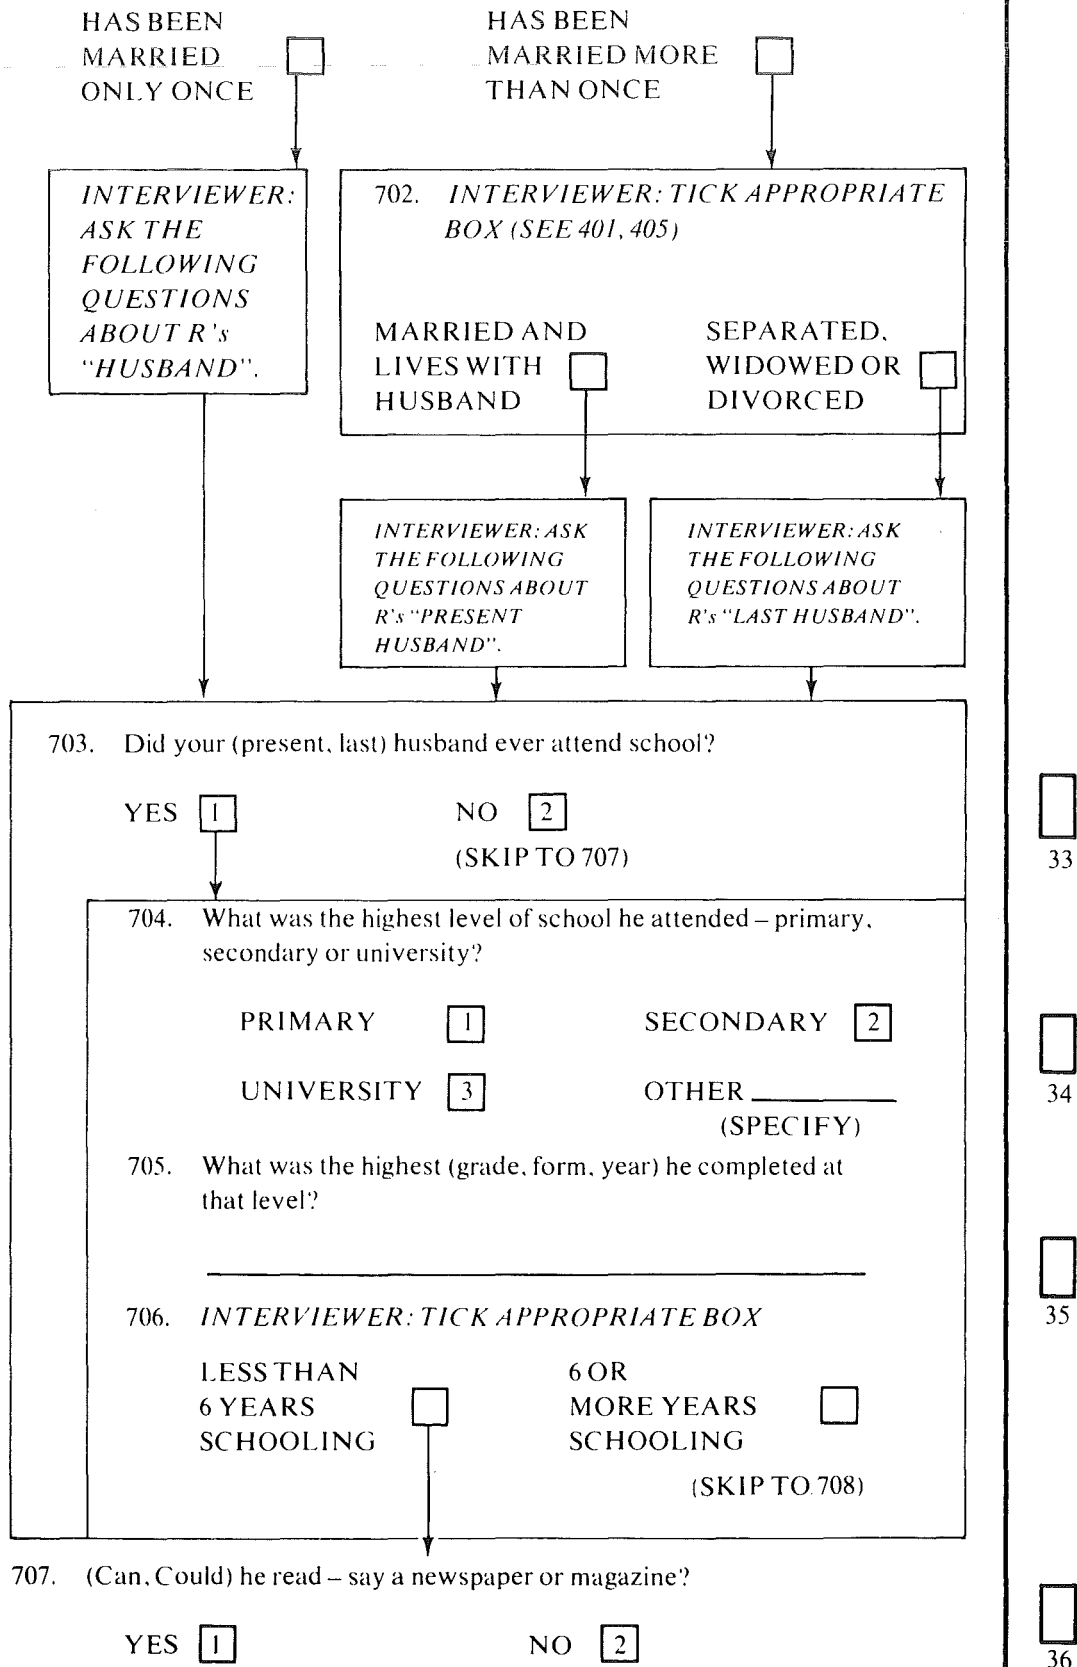 HAS BEEN
MARRIED
ONLY ONCE
HAS BEEN
MARRIED MORE
THAN ONCE
INTERVIEWER:
ASK THE
FOLLOWING
QUESTIONS
ABOUT R's
"HUSBAND".
702. INTERVIEWER: TICK APPROPRIATE
BOX (SEE 401, 405)
MARRIED AND
LIVES WITH
HUSBAND
SEPARATED,
WIDOWED OR
DIVORCED
INTERVIEWER: ASK
THE FOLLOWING
QUESTIONS ABOUT
R's "PRESENT
HUSBAND".
INTERVIEWER: ASK
THE FOLLOWING
QUESTIONS ABOUT
R's "LAST HUSBAND".
703. Did your (present, last) husband ever attend school?
YES 1 NO 2
(SKIP TO 707)
33
704. What was the highest level of school he attended – primary,
secondary or university?
PRIMARY 1 SECONDARY 2
UNIVERSITY 3 OTHER
(SPECIFY)
34
705. What was the highest (grade, form, year) he completed at
that level?
35
706. INTERVIEWER: TICK APPROPRIATE BOX
LESS THAN
6 YEARS
SCHOOLING
6 OR
MORE YEARS
SCHOOLING
(SKIP TO 708)
707. (Can, Could) he read – say a newspaper or magazine?
YES 1 NO 2
36